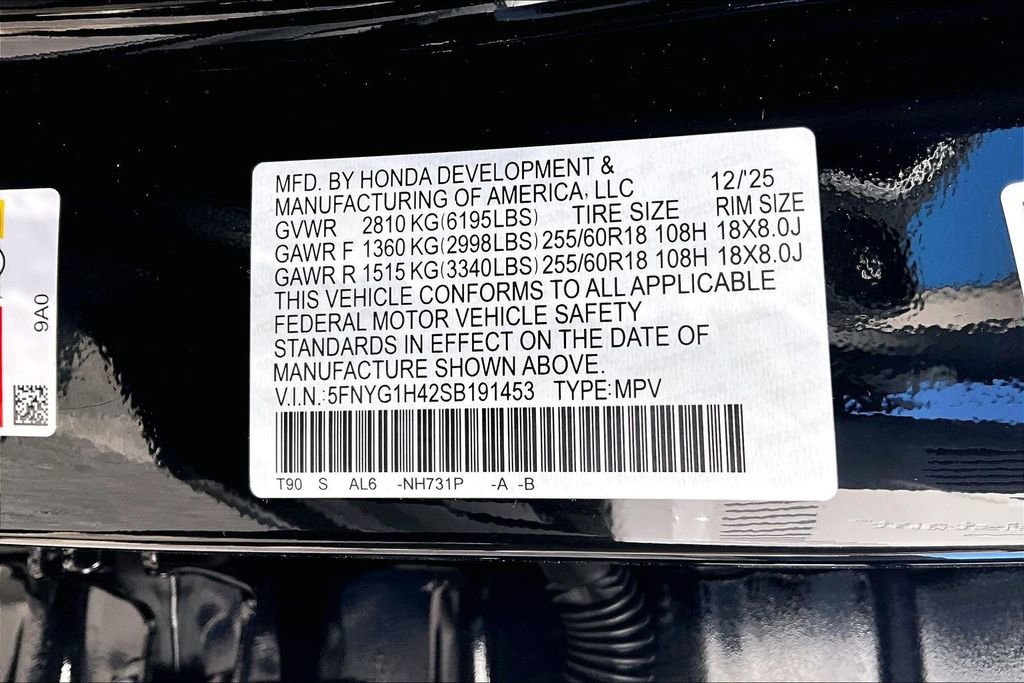 MFD. BY HONDA DEVELOPMENT &
MANUFACTURING OF AMERICA, LLC 12/'25
GVWR 2810 KG(6195LBS) TIRE SIZE RIM SIZE
GAWR F 1360 KG(2998LBS) 255/60R18 108H 18X8.0J
GAWR R 1515 KG(3340LBS) 255/60R18 108H 18X8.0J
THIS VEHICLE CONFORMS TO ALL APPLICABLE
FEDERAL MOTOR VEHICLE SAFETY
STANDARDS IN EFFECT ON THE DATE OF
MANUFACTURE SHOWN ABOVE.
V.I.N.:5FNYG1H42SB191453 TYPE:MPV
T90 S AL6 -NH731P -A -B
9A0